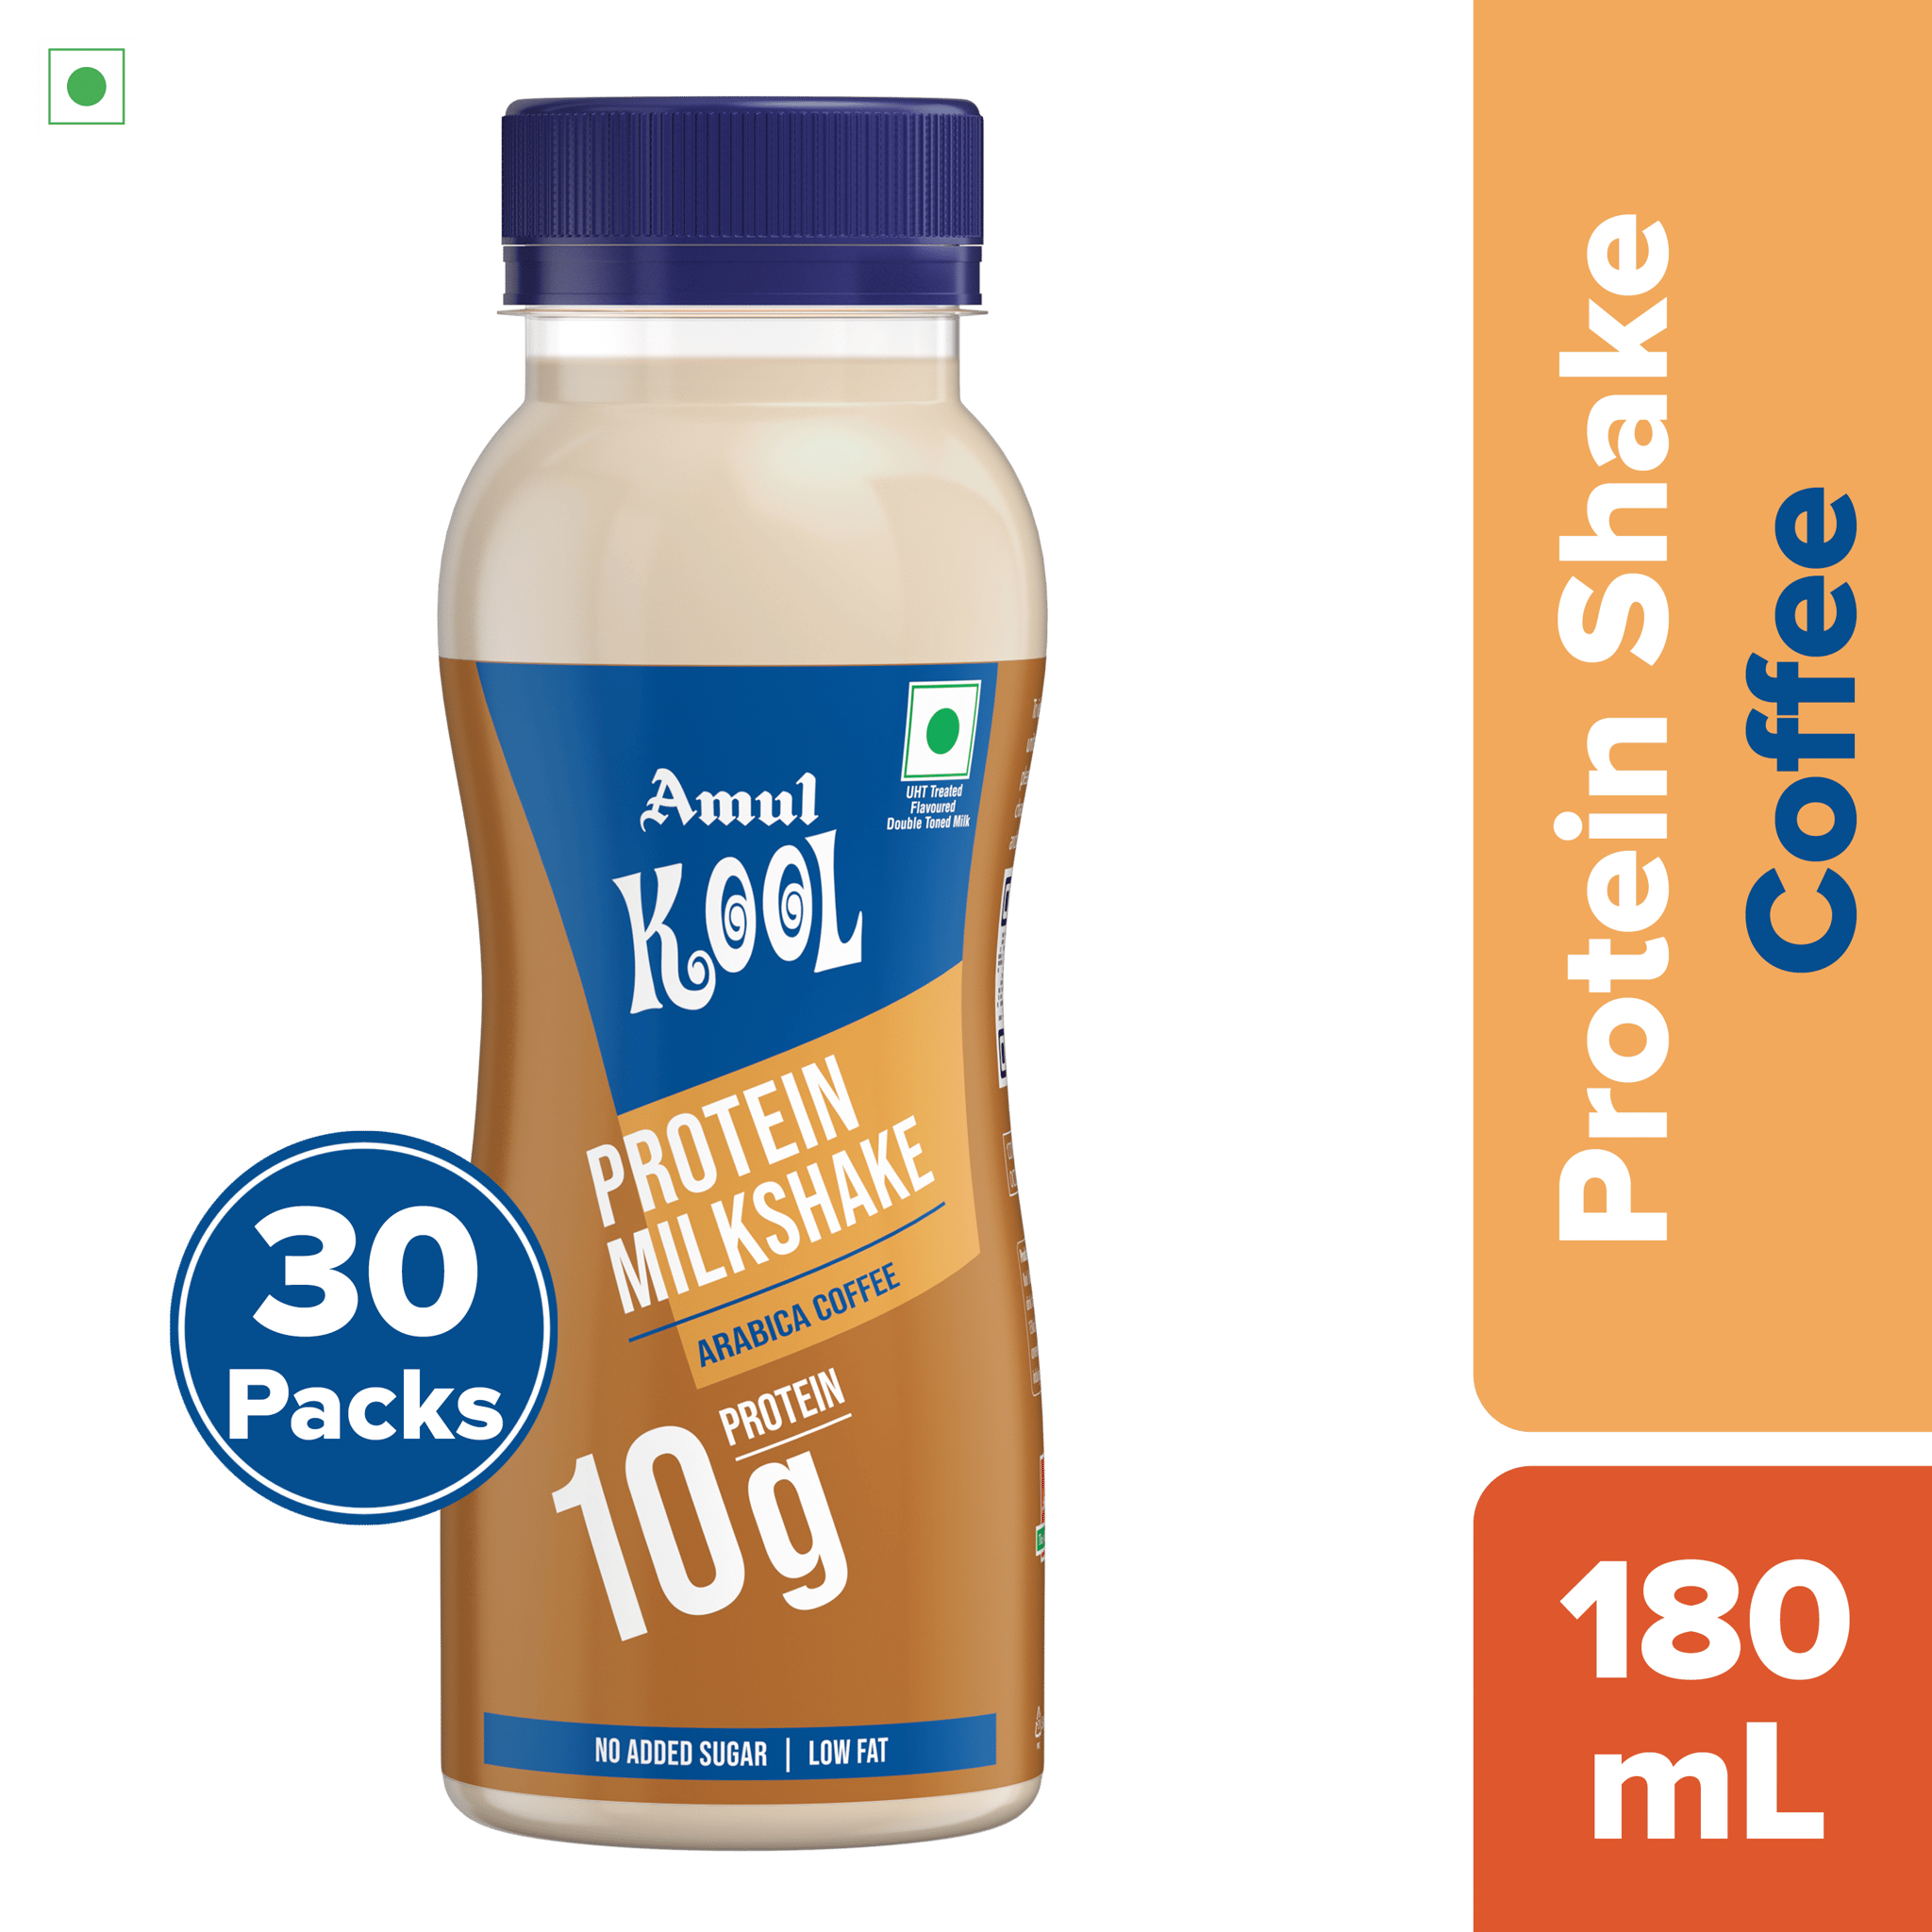 Amul
KOOL
UHT Treated
Flavoured
Double Toned Milk
PROTEIN
MILKSHAKE
ARABICA COFFEE
PROTEIN
10g
NO ADDED SUGAR | LOW FAT
30
Packs
Protein Shake
Coffee
180
mL